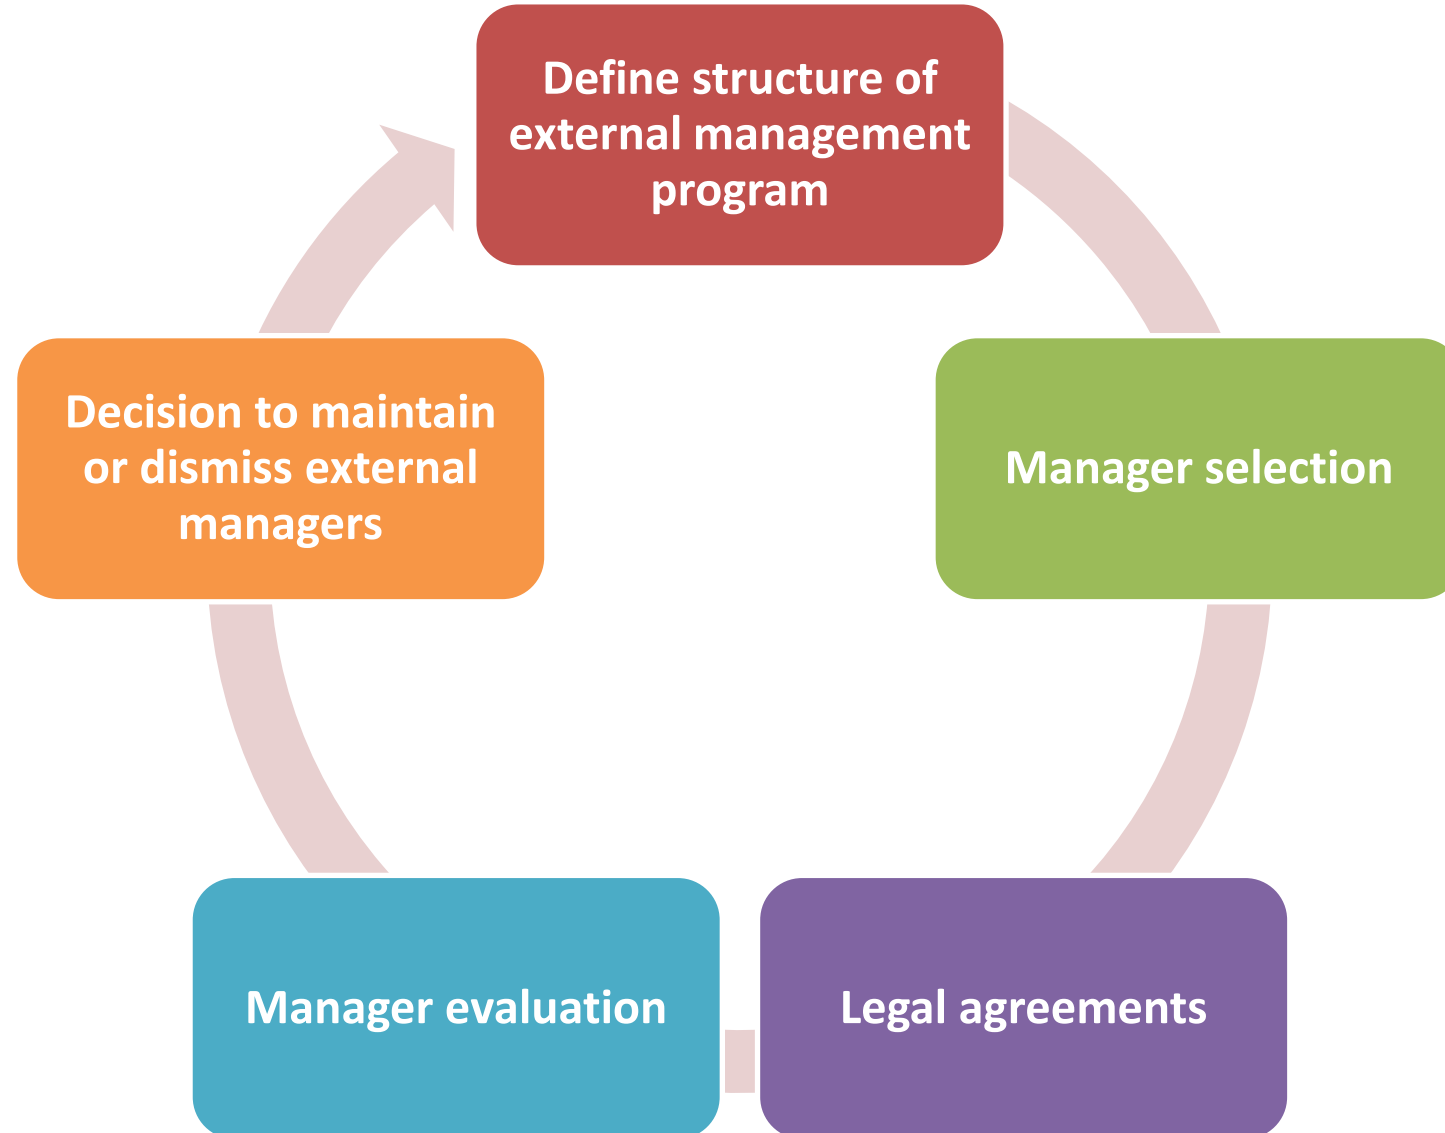 Define structure of
external management
program
Manager selection
Legal agreements
Manager evaluation
Decision to maintain
or dismiss external
managers